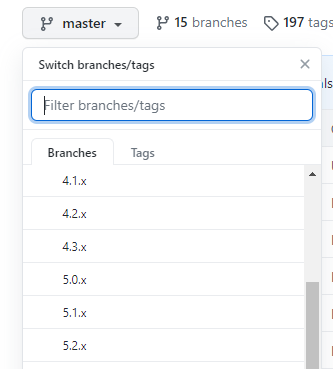 master 15 branches 197 tags
Switch branches/tags
Filter branches/tags
Branches Tags
4.1.x
4.2.x
4.3.x
5.0.x
5.1.x
5.2.x